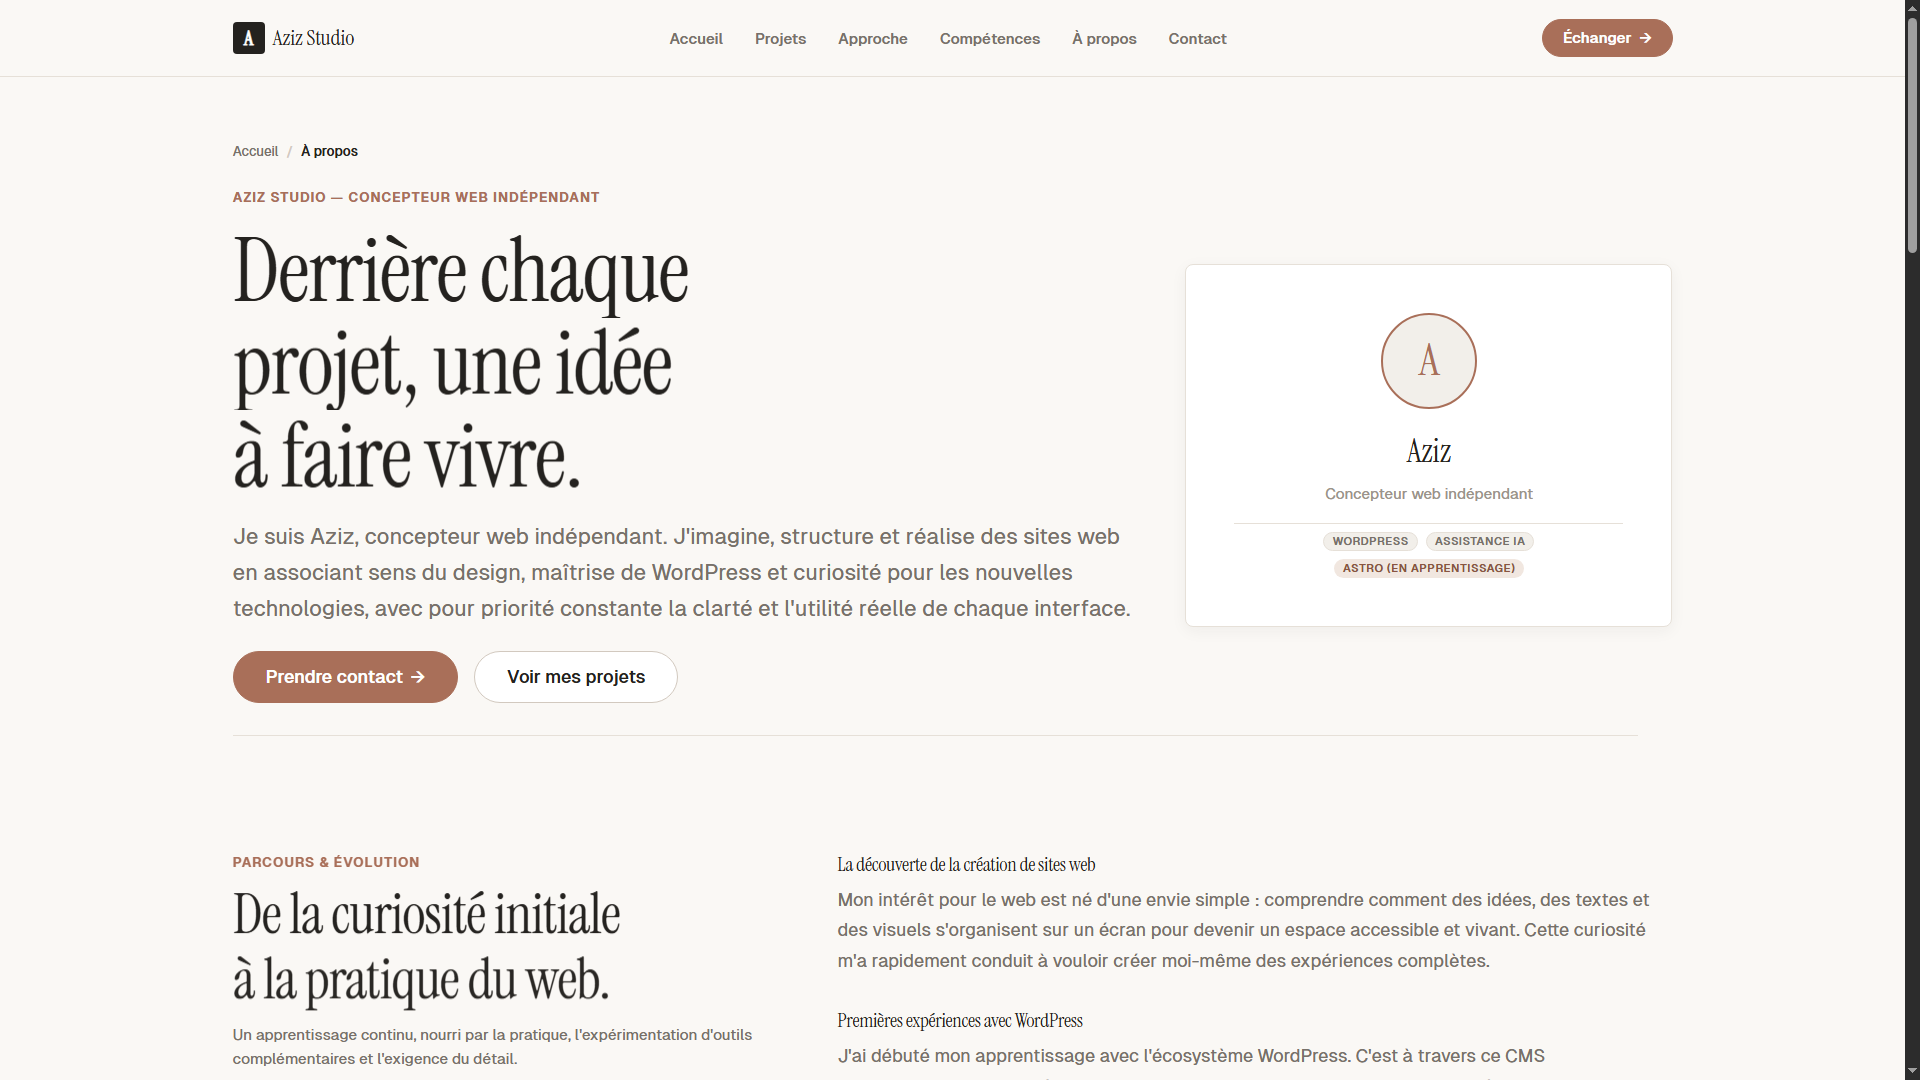 A Aziz Studio
Accueil Projets Approche Compétences À propos Contact
Échanger →
Accueil / À propos
AZIZ STUDIO — CONCEPTEUR WEB INDÉPENDANT
Derrière chaque
projet, une idée
à faire vivre.
Je suis Aziz, concepteur web indépendant. J'imagine, structure et réalise des sites web
en associant sens du design, maîtrise de WordPress et curiosité pour les nouvelles
technologies, avec pour priorité constante la clarté et l'utilité réelle de chaque interface.
Prendre contact →
Voir mes projets
A
Aziz
Concepteur web indépendant
WORDPRESS ASSISTANCE IA
ASTRO (EN APPRENTISSAGE)
PARCOURS & ÉVOLUTION
De la curiosité initiale
à la pratique du web.
Un apprentissage continu, nourri par la pratique, l'expérimentation d'outils
complémentaires et l'exigence du détail.
La découverte de la création de sites web
Mon intérêt pour le web est né d'une envie simple : comprendre comment des idées, des textes et
des visuels s'organisent sur un écran pour devenir un espace accessible et vivant. Cette curiosité
m'a rapidement conduit à vouloir créer moi-même des expériences complètes.
Premières expériences avec WordPress
J'ai débuté mon apprentissage avec l'écosystème WordPress. C'est à travers ce CMS